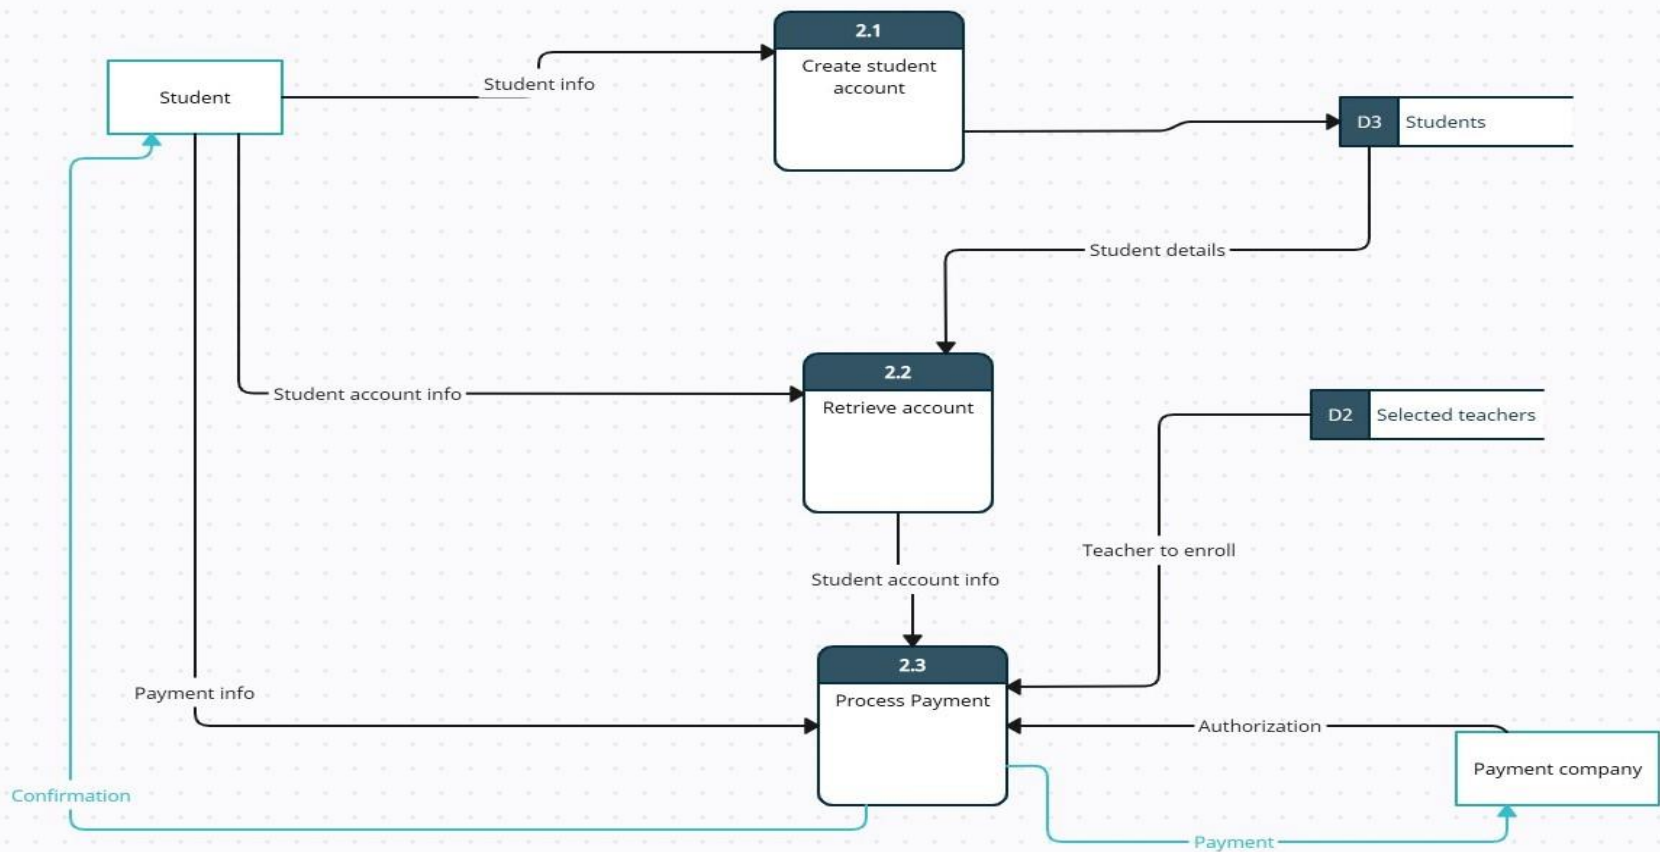 2.1
Create student
account
Student
Student info
D3 Students
Student details
2.2
Retrieve account
Student account info
D2 Selected teachers
Teacher to enroll
Student account info
2.3
Process Payment
Payment info
Authorization
Payment company
Confirmation
Payment